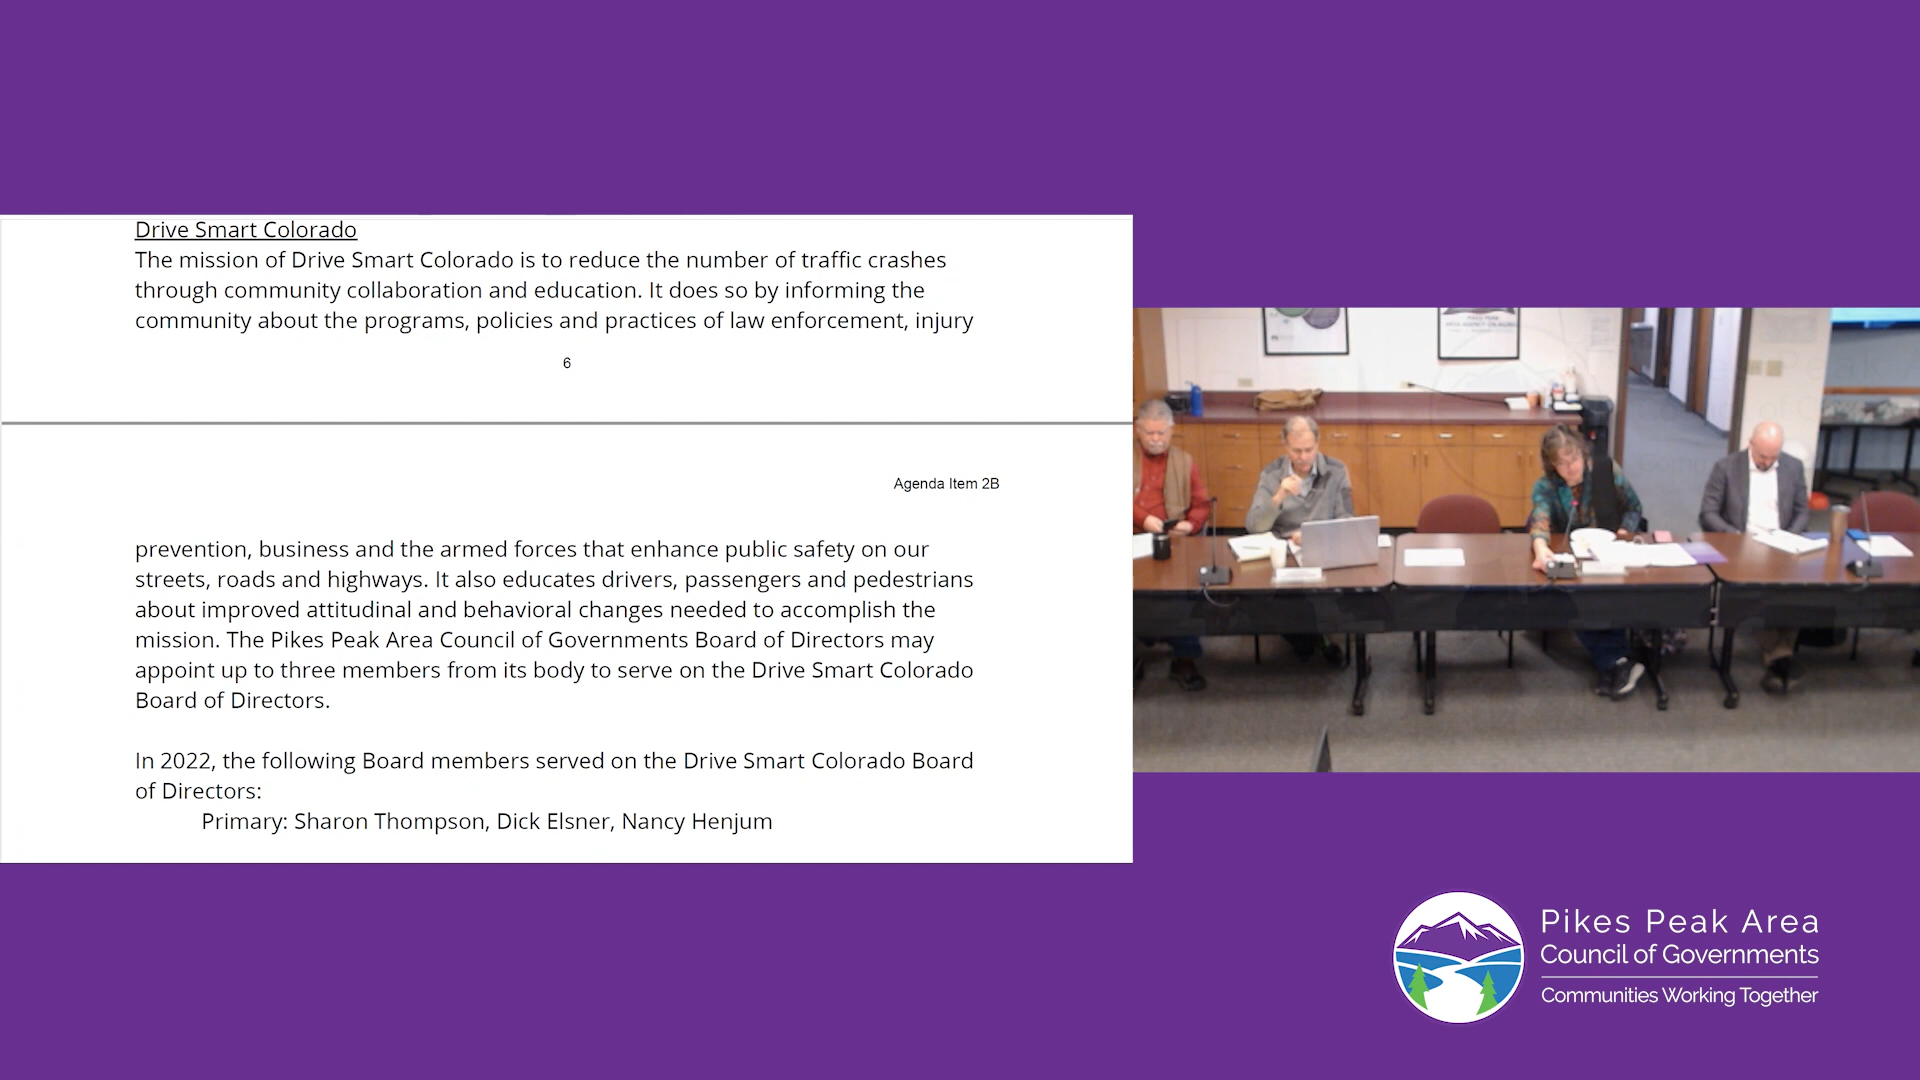 Drive Smart Colorado
The mission of Drive Smart Colorado is to reduce the number of traffic crashes
through community collaboration and education. It does so by informing the
community about the programs, policies and practices of law enforcement, injury
6
Agenda Item 2B
prevention, business and the armed forces that enhance public safety on our
streets, roads and highways. It also educates drivers, passengers and pedestrians
about improved attitudinal and behavioral changes needed to accomplish the
mission. The Pikes Peak Area Council of Governments Board of Directors may
appoint up to three members from its body to serve on the Drive Smart Colorado
Board of Directors.
In 2022, the following Board members served on the Drive Smart Colorado Board
of Directors:
Primary: Sharon Thompson, Dick Elsner, Nancy Henjum
PIKES PEAK
AREA AGENCY ON AGING
Pikes Peak Area
Council of Governments
Communities Working Together